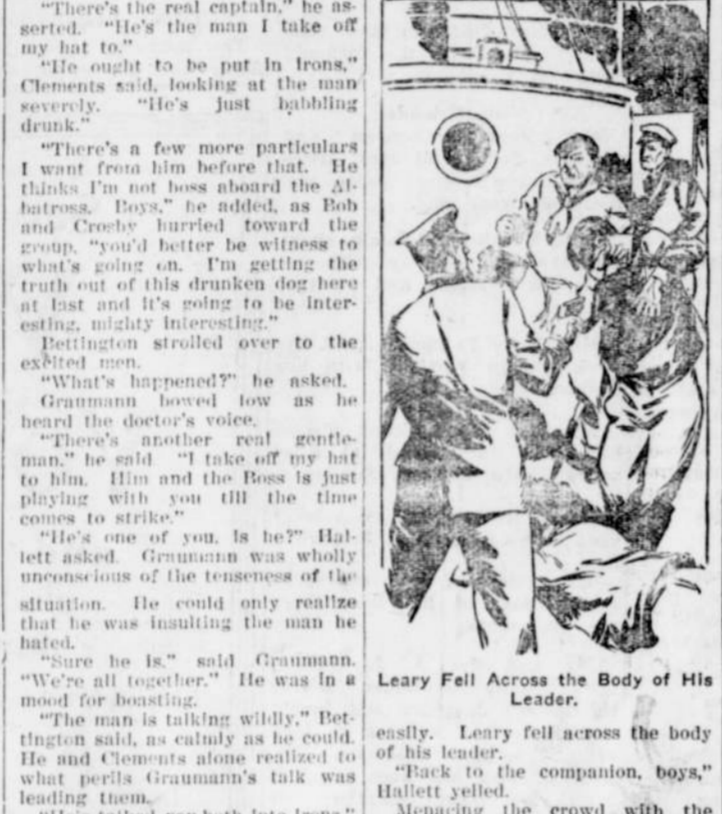 "There's the real captain," he as-
serted. "He's the man I take off
my hat to."
"He ought to be put in irons,"
Clements said, looking at the man
severely. "He's just babbling
drunk."
"There's a few more particulars
I want from him before that. He
thinks I'm not boss aboard the Al-
batross. Boys," he added, as Bob
and Crosby hurried toward the
group, "you'd better be witness to
what's going on. I'm getting the
truth out of this drunken dog here
at last and it's going to be inter-
esting, mighty interesting."
Bettington strolled over to the
excited men.
"What's happened?" he asked.
Graumann bowed low as he
heard the doctor's voice.
"There's another real gentle-
man," he said. "I take off my hat
to him. Him and the Boss is just
playing with you till the time
comes to strike."
"He's one of you, is he?" Hal-
lett asked. Graumann was wholly
unconscious of the tenseness of the
situation. He could only realize
that he was insulting the man he
hated.
"Sure he is," said Graumann.
"We're all together." He was in a
mood for boasting.
"The man is talking wildly," Bet-
tington said, as calmly as he could.
He and Clements alone realized to
what perils Graumann's talk was
leading them.
Leary Fell Across the Body of His
Leader.
easily. Leary fell across the body
of his leader.
"Back to the companion, boys,"
Hallett yelled.
Menacing the crowd with the